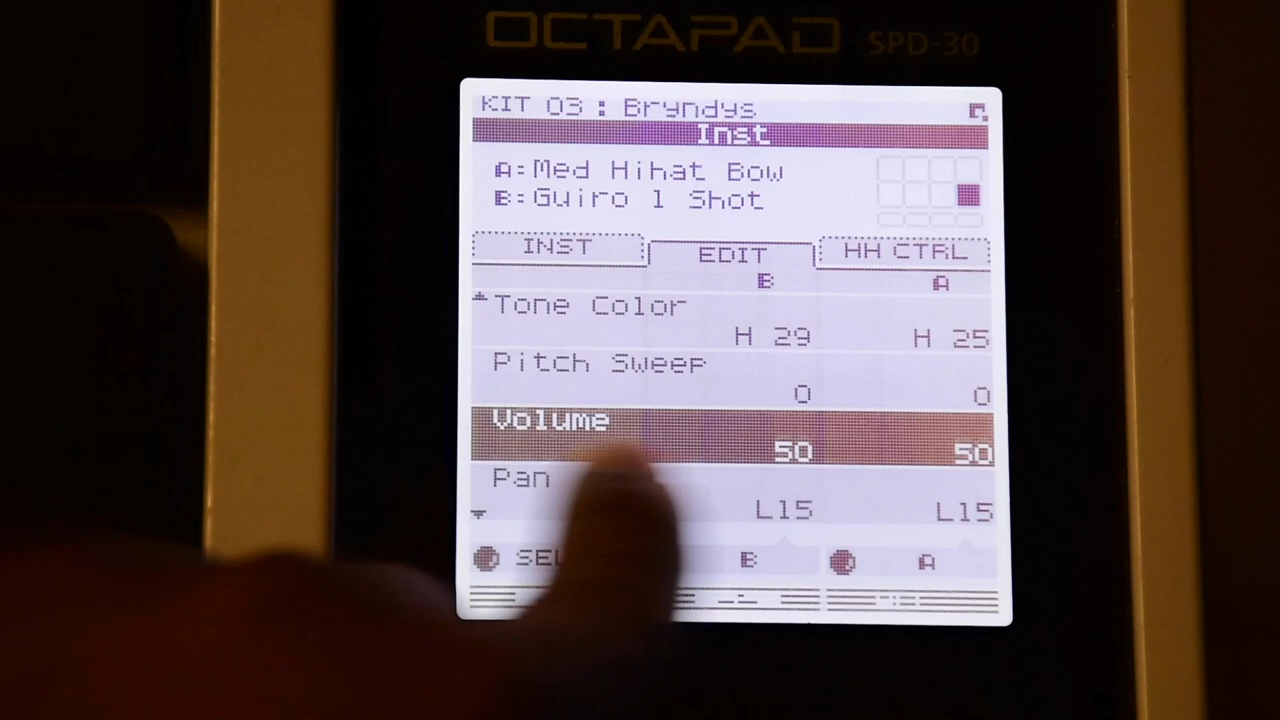 OCTAPAD SPD-30
KIT 03 : Bryndys
Inst
A:Med Hihat Bow
B:Guiro 1 Shot
INST EDIT HH CTRL
B A
Tone Color
H 29 H 25
Pitch Sweep
0 0
Volume
50 50
Pan
L15 L15
B A